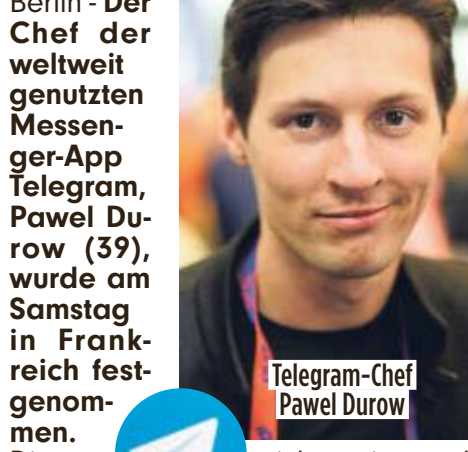 Berlin - Der
Chef der
weltweit
genutzten
Messen-
ger-App
Telegram,
Pawel Du-
row (39),
wurde am
Samstag
in Frank-
reich fest-
genom-
men.
Telegram-Chef
Pawel Durow